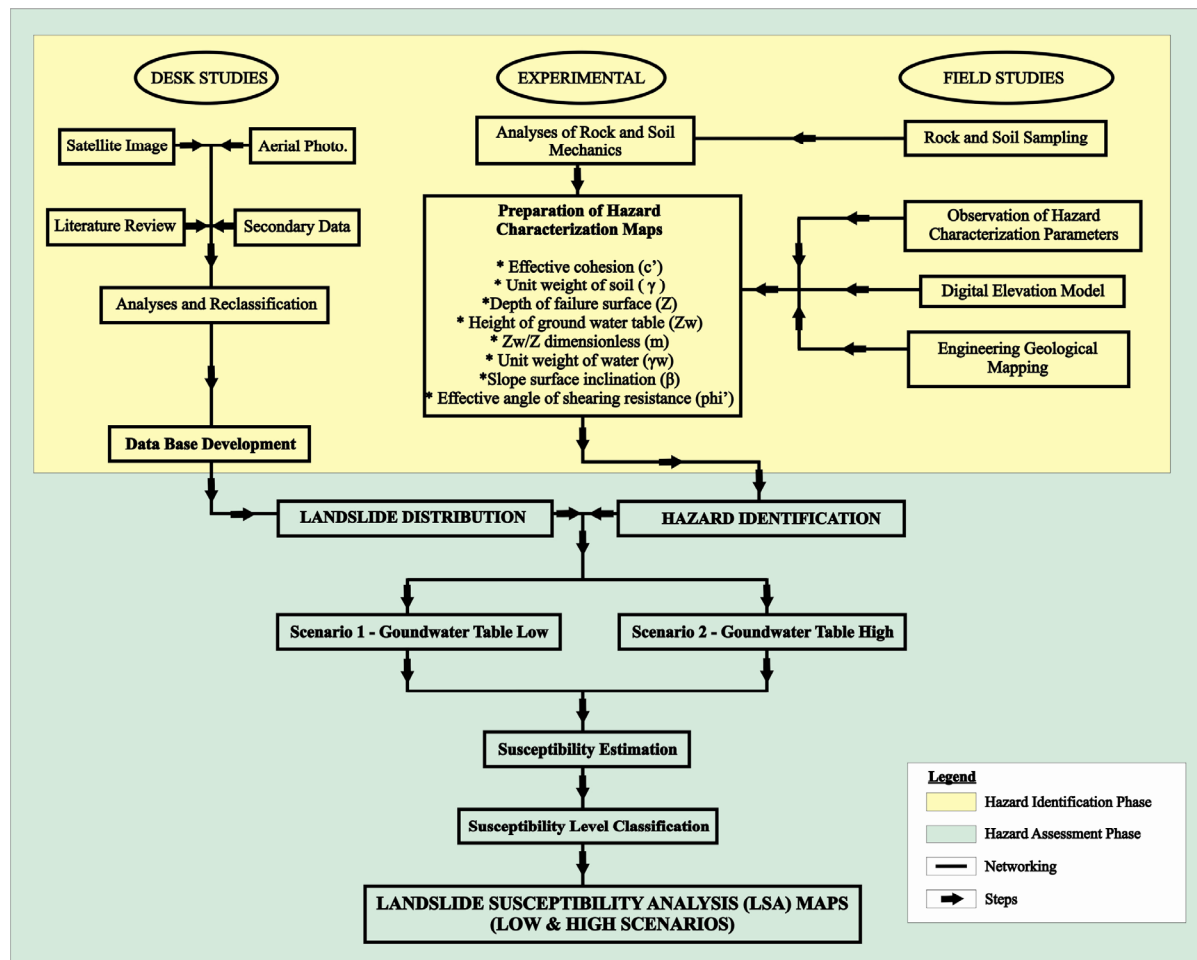 DESK STUDIES
EXPERIMENTAL
FIELD STUDIES
Satellite Image
Aerial Photo.
Analyses of Rock and Soil
Mechanics
Rock and Soil Sampling
Literature Review
Secondary Data
Preparation of Hazard
Characterization Maps
* Effective cohesion (c’)
* Unit weight of soil ( γ )
*Depth of failure surface (Z)
* Height of ground water table (Zw)
* Zw/Z dimensionless (m)
* Unit weight of water (γw)
*Slope surface inclination (β)
* Effective angle of shearing resistance (phi’)
Observation of Hazard
Characterization Parameters
Digital Elevation Model
Engineering Geological
Mapping
Analyses and Reclassification
Data Base Development
LANDSLIDE DISTRIBUTION
HAZARD IDENTIFICATION
Scenario 1 - Goundwater Table Low
Scenario 2 - Goundwater Table High
Susceptibility Estimation
Susceptibility Level Classification
LANDSLIDE SUSCEPTIBILITY ANALYSIS (LSA) MAPS
(LOW & HIGH SCENARIOS)
Legend
Hazard Identification Phase
Hazard Assessment Phase
Networking
Steps